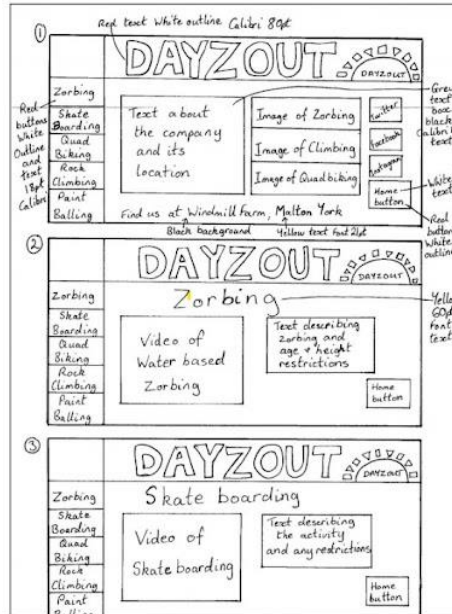 Red text White outline Calibri 80pt
1
DAYZOUT
DAYZOUT
Zorbing
Skate
Boarding
Quad
Biking
Rock
Climbing
Paint
Balling
Red
buttons
White
Outline
and
text
18pt
Calibri
Text about
the company
and its
location
Image of Zorbing
Image of Climbing
Image of Quad biking
Twitter
Facebook
Instagram
Home
button
Grey
text
box
black
Calibri
text
White
text
Red
button
White
outline
Find us at Windmill Farm, Malton York
Black background
Yellow text font 21pt
2
DAYZOUT
DAYZOUT
Zorbing
Zorbing
Skate
Boarding
Quad
Biking
Rock
Climbing
Paint
Balling
Video of
Water based
Zorbing
Text describing
Zorbing and
age + height
restrictions
Home
button
60p
Font
text
3
DAYZOUT
DAYZOUT
Skate boarding
Zorbing
Skate
Boarding
Quad
Biking
Rock
Climbing
Paint
Video of
Skate boarding
Text describing
the activity
and any restrictions
Home
button